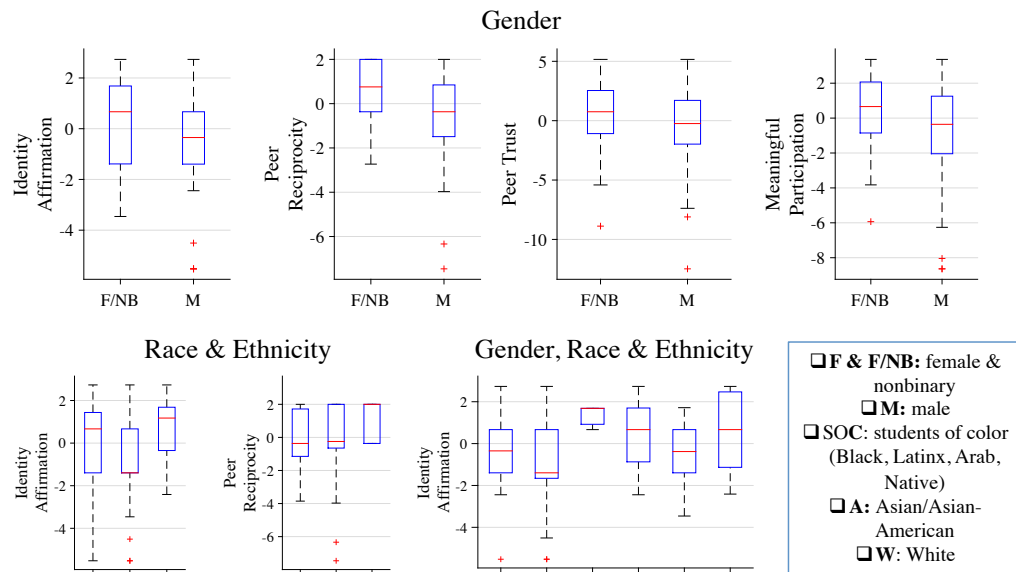 Gender
Identity
Affirmation
2
0
-2
-4
F/NB
M
Peer
Reciprocity
2
0
-2
-4
-6
F/NB
M
Peer Trust
5
0
-5
-10
F/NB
M
Meaningful
Participation
2
0
-2
-4
-6
-8
F/NB
M
Race & Ethnicity
Identity
Affirmation
2
0
-2
-4
Peer
Reciprocity
2
0
-2
-4
-6
-8
Gender, Race & Ethnicity
Identity
Affirmation
2
0
-2
-4
❑ F & F/NB: female &
nonbinary
❑ M: male
❑ SOC: students of color
(Black, Latinx, Arab,
Native)
❑ A: Asian/Asian-
American
❑ W: White